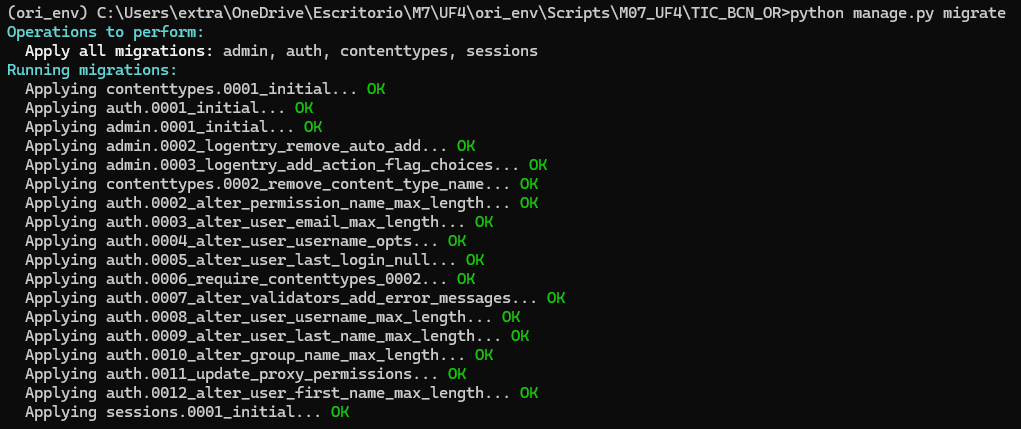 (ori_env) C:\Users\extra\OneDrive\Escritorio\M7\UF4\ori_env\Scripts\M07_UF4\TIC_BCN_OR>python manage.py migrate
Operations to perform:
  Apply all migrations: admin, auth, contenttypes, sessions
Running migrations:
  Applying contenttypes.0001_initial... OK
  Applying auth.0001_initial... OK
  Applying admin.0001_initial... OK
  Applying admin.0002_logentry_remove_auto_add... OK
  Applying admin.0003_logentry_add_action_flag_choices... OK
  Applying contenttypes.0002_remove_content_type_name... OK
  Applying auth.0002_alter_permission_name_max_length... OK
  Applying auth.0003_alter_user_email_max_length... OK
  Applying auth.0004_alter_user_username_opts... OK
  Applying auth.0005_alter_user_last_login_null... OK
  Applying auth.0006_require_contenttypes_0002... OK
  Applying auth.0007_alter_validators_add_error_messages... OK
  Applying auth.0008_alter_user_username_max_length... OK
  Applying auth.0009_alter_user_last_name_max_length... OK
  Applying auth.0010_alter_group_name_max_length... OK
  Applying auth.0011_update_proxy_permissions... OK
  Applying auth.0012_alter_user_first_name_max_length... OK
  Applying sessions.0001_initial... OK